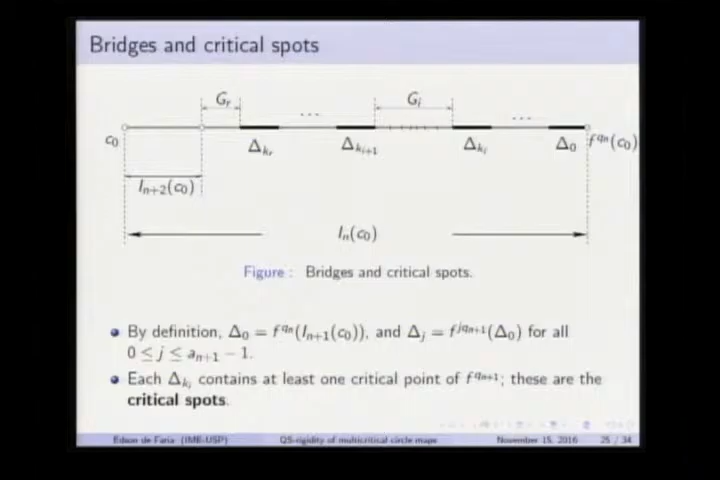 Bridges and critical spots
G_r
G_i
...
...
c_0
Δ_{k_r}
Δ_{k_{i+1}}
Δ_{k_i}
Δ_0
f^{q_n}(c_0)
I_{n+2}(c_0)
I_n(c_0)
Figure : Bridges and critical spots.
By definition, Δ_0 = f^{q_n}(I_{n+1}(c_0)), and Δ_j = f^{jq_{n+1}}(Δ_0) for all
0 ≤ j ≤ a_{n+1} − 1.
Each Δ_{k_i} contains at least one critical point of f^{q_{n+1}}; these are the
critical spots.
Edson de Faria (IME-USP) QS-rigidity of multicritical circle maps November 15, 2016 25 / 34